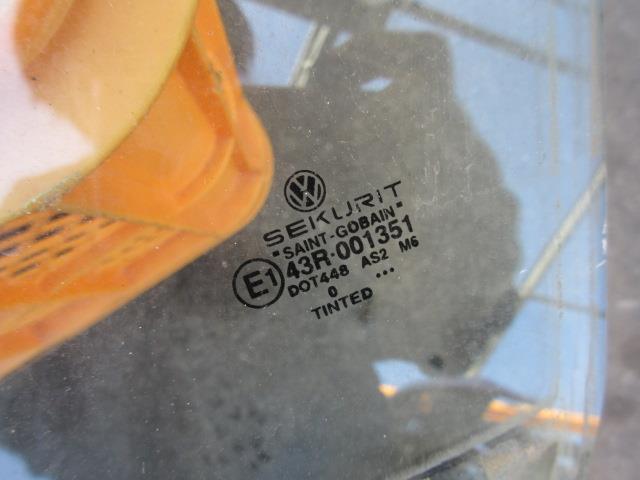 SEKURIT
SAINT-GOBAIN
E1 43R-001351
DOT448 AS2 M6
0 ...
TINTED